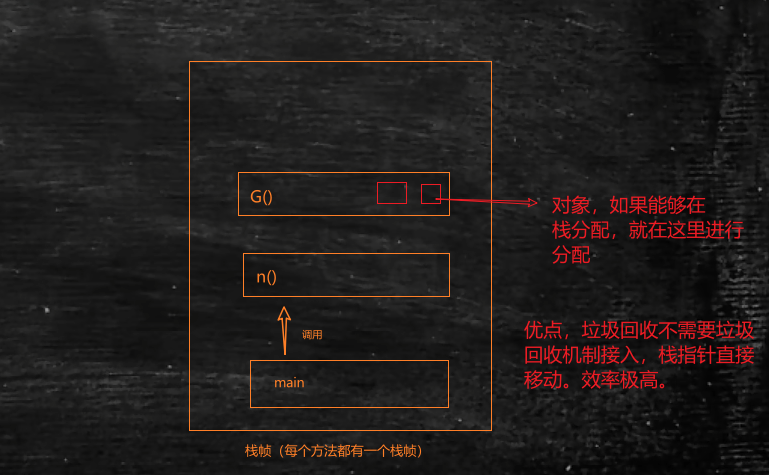 G()
对象，如果能够在
栈分配，就在这里进行
分配
n()
调用
优点，垃圾回收不需要垃圾
回收机制接入，栈指针直接
移动。效率极高。
main
栈帧（每个方法都有一个栈帧）